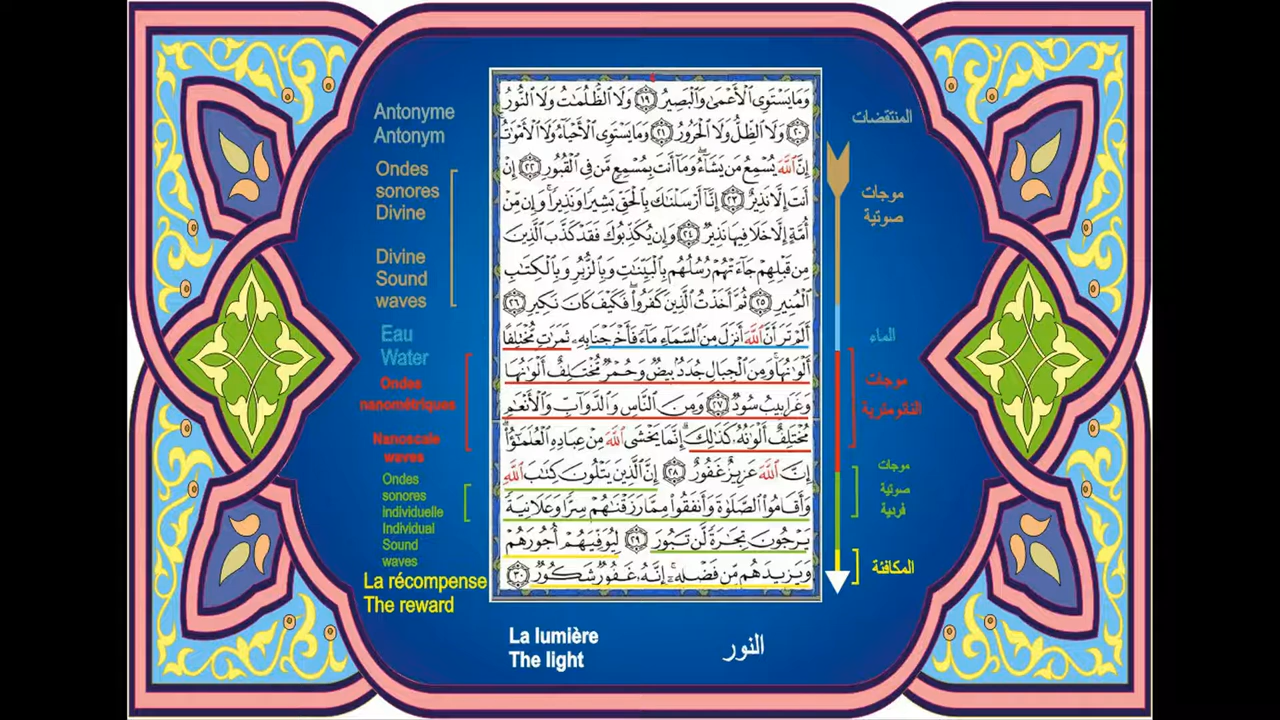 Antonyme
Antonym
Ondes
sonores
Divine
Divine
Sound
waves
Eau
Water
Ondes
nanométriques
Nanoscale
waves
Ondes
sonores
individuelle
Individual
Sound
waves
La récompense
The reward
وَمَا يَسْتَوِي الْأَعْمَىٰ وَالْبَصِيرُ ١٩ وَلَا الظُّلُمَاتُ وَلَا النُّورُ
٢٠ وَلَا الظِّلُّ وَلَا الْحَرُورُ ٢١ وَمَا يَسْتَوِي الْأَحْيَاءُ وَلَا الْأَمْوَاتُ
إِنَّ اللَّهَ يُسْمِعُ مَن يَشَاءُ وَمَا أَنتَ بِمُسْمِعٍ مَّن فِي الْقُبُورِ ٢٢ إِنْ
أَنتَ إِلَّا نَذِيرٌ ٢٣ إِنَّا أَرْسَلْنَاكَ بِالْحَقِّ بَشِيرًا وَنَذِيرًا وَإِن مِّنْ
أُمَّةٍ إِلَّا خَلَا فِيهَا نَذِيرٌ ٢٤ وَإِن يُكَذِّبُوكَ فَقَدْ كَذَّبَ الَّذِينَ
مِن قَبْلِهِمْ جَاءَتْهُمْ رُسُلُهُم بِالْبَيِّنَاتِ وَبِالزُّبُرِ وَبِالْكِتَابِ
الْمُنِيرِ ٢٥ ثُمَّ أَخَذْتُ الَّذِينَ كَفَرُوا فَكَيْفَ كَانَ نَكِيرِ ٢٦
أَلَمْ تَرَ أَنَّ اللَّهَ أَنزَلَ مِنَ السَّمَاءِ مَاءً فَأَخْرَجْنَا بِهِ ثَمَرَاتٍ مُّخْتَلِفًا
أَلْوَانُهَا وَمِنَ الْجِبَالِ جُدَدٌ بِيضٌ وَحُمْرٌ مُّخْتَلِفٌ أَلْوَانُهَا
وَغَرَابِيبُ سُودٌ ٢٧ وَمِنَ النَّاسِ وَالدَّوَابِّ وَالْأَنْعَامِ
مُخْتَلِفٌ أَلْوَانُهُ كَذَٰلِكَ إِنَّمَا يَخْشَى اللَّهَ مِنْ عِبَادِهِ الْعُلَمَاءُ
إِنَّ اللَّهَ عَزِيزٌ غَفُورٌ ٢٨ إِنَّ الَّذِينَ يَتْلُونَ كِتَابَ اللَّهِ
وَأَقَامُوا الصَّلَاةَ وَأَنفَقُوا مِمَّا رَزَقْنَاهُمْ سِرًّا وَعَلَانِيَةً
يَرْجُونَ تِجَارَةً لَّن تَبُورَ ٢٩ لِيُوَفِّيَهُمْ أُجُورَهُمْ
وَيَزِيدَهُم مِّن فَضْلِهِ إِنَّهُ غَفُورٌ شَكُورٌ ٣٠
المنتقضات
موجات
صوتية
الماء
موجات
النانومترية
موجات
صوتية
فردية
المكافئة
La lumière
The light
النور